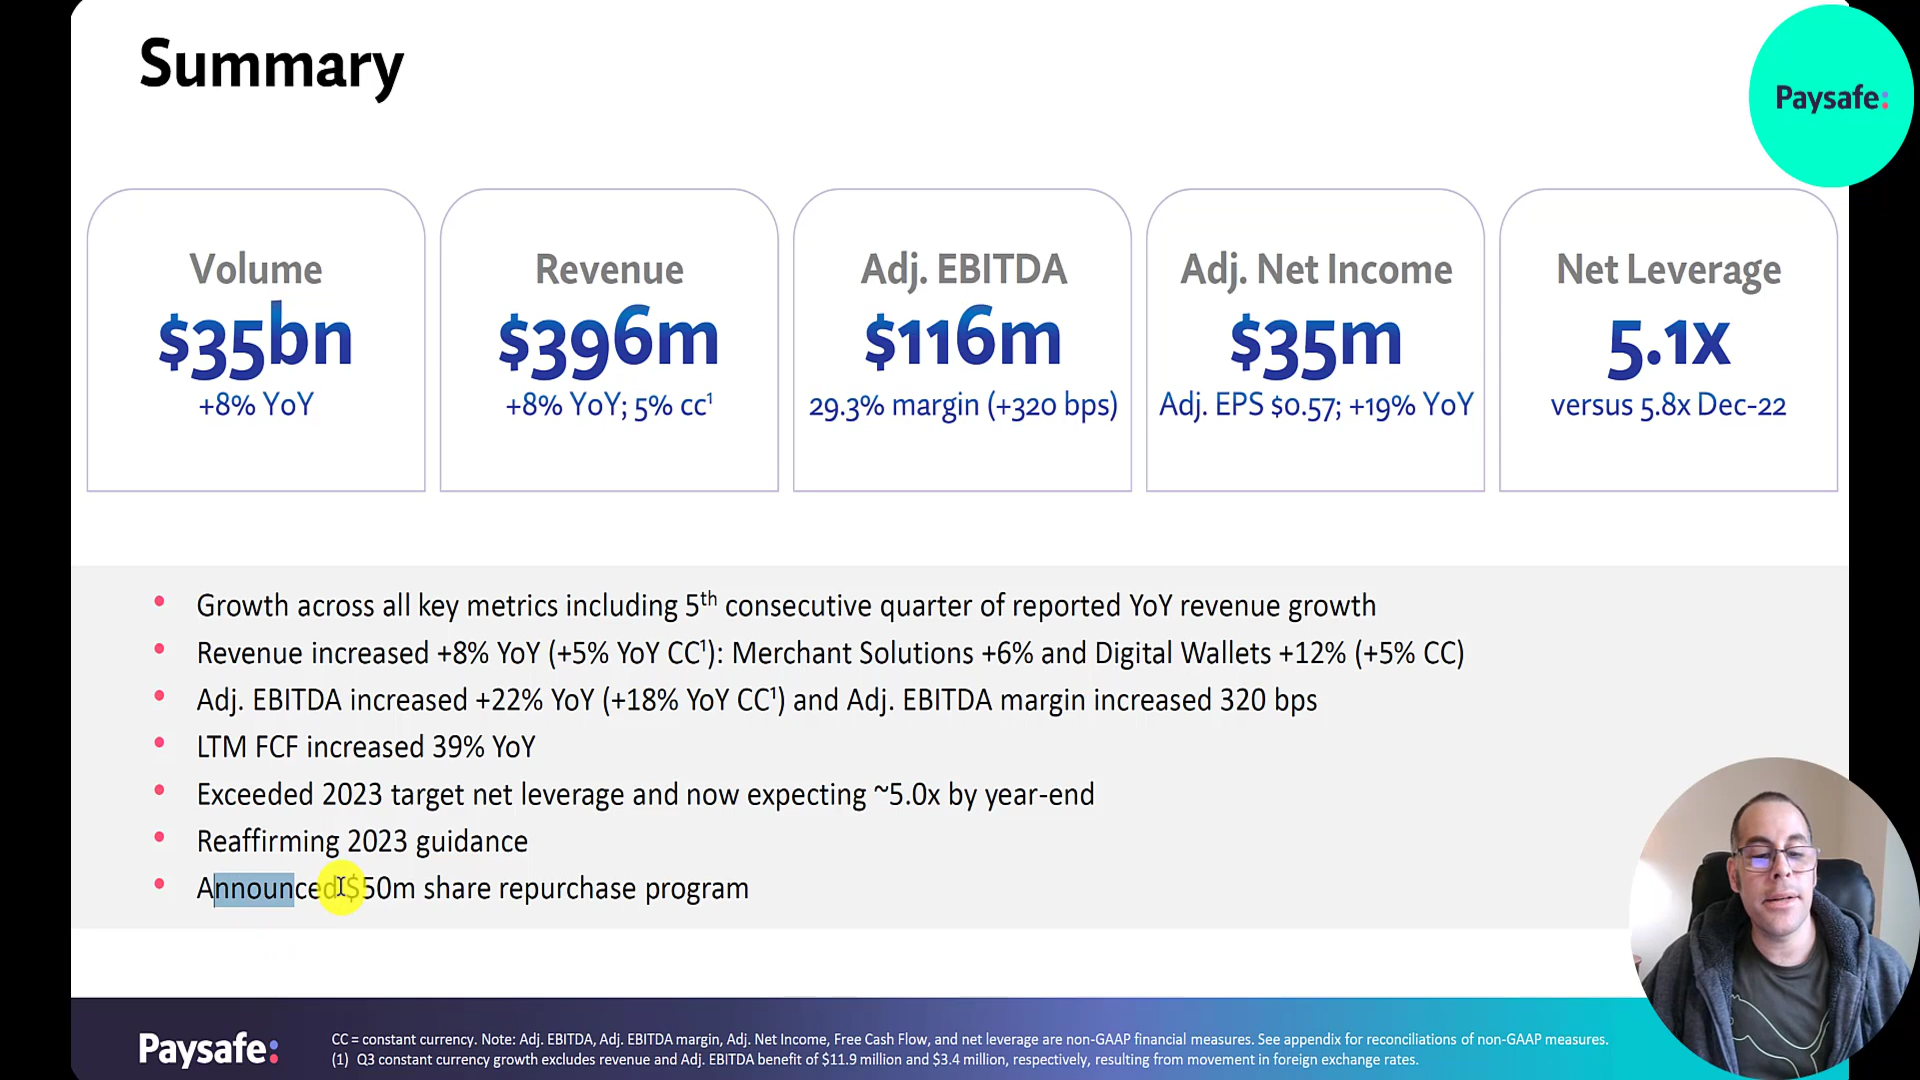 Summary
Paysafe:
Volume
$35bn
+8% YoY
Revenue
$396m
+8% YoY; 5% cc¹
Adj. EBITDA
$116m
29.3% margin (+320 bps)
Adj. Net Income
$35m
Adj. EPS $0.57; +19% YoY
Net Leverage
5.1x
versus 5.8x Dec-22
• Growth across all key metrics including 5th consecutive quarter of reported YoY revenue growth
• Revenue increased +8% YoY (+5% YoY CC¹): Merchant Solutions +6% and Digital Wallets +12% (+5% CC)
• Adj. EBITDA increased +22% YoY (+18% YoY CC¹) and Adj. EBITDA margin increased 320 bps
• LTM FCF increased 39% YoY
• Exceeded 2023 target net leverage and now expecting ~5.0x by year-end
• Reaffirming 2023 guidance
• Announced $50m share repurchase program
Paysafe:
CC = constant currency. Note: Adj. EBITDA, Adj. EBITDA margin, Adj. Net Income, Free Cash Flow, and net leverage are non-GAAP financial measures. See appendix for reconciliations of non-GAAP measures.
(1) Q3 constant currency growth excludes revenue and Adj. EBITDA benefit of $11.9 million and $3.4 million, respectively, resulting from movement in foreign exchange rates.